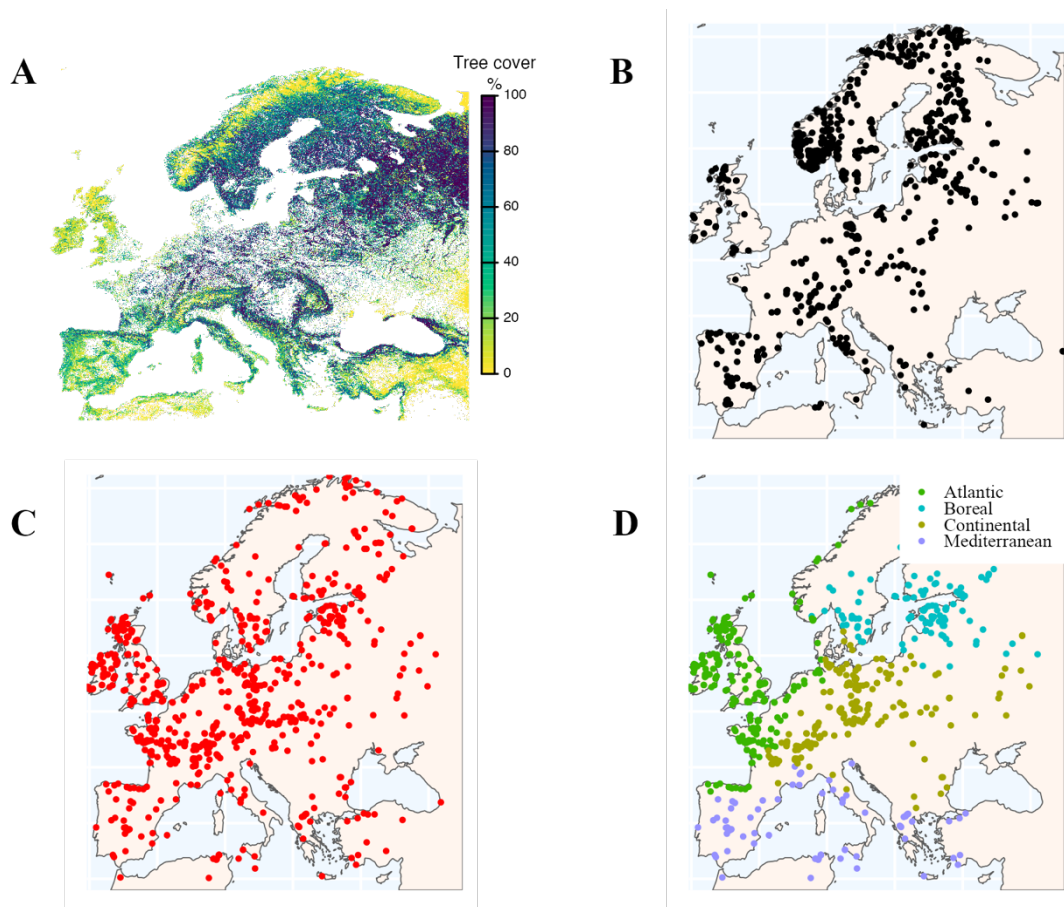 A
Tree cover
%
100
80
60
40
20
0
B
C
D
Atlantic
Boreal
Continental
Mediterranean